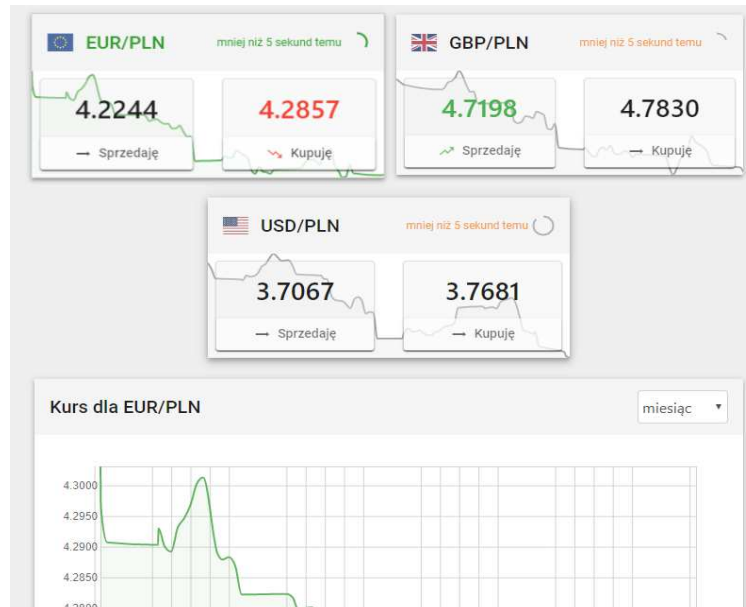 EUR/PLN mniej niż 5 sekund temu
4.2244 4.2857
Sprzedaję Kupuję
GBP/PLN mniej niż 5 sekund temu
4.7198 4.7830
Sprzedaję Kupuję
USD/PLN mniej niż 5 sekund temu
3.7067 3.7681
Sprzedaję Kupuję
Kurs dla EUR/PLN miesiąc
4.3000
4.2950
4.2900
4.2850
4.2800